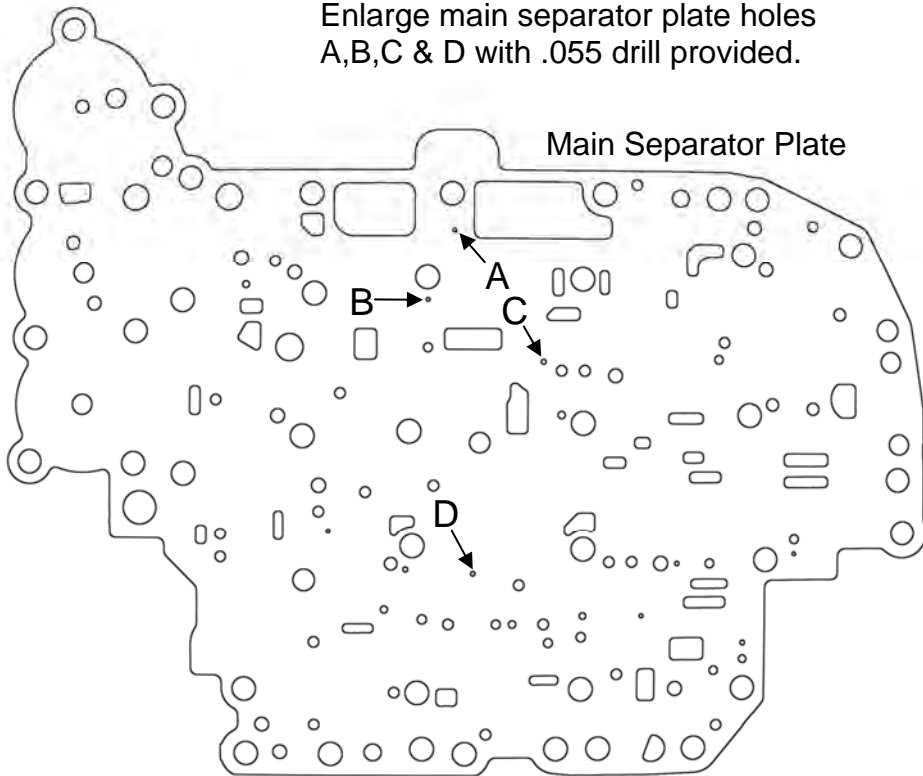 Enlarge main separator plate holes
A,B,C & D with .055 drill provided.
Main Separator Plate
A
B
C
D